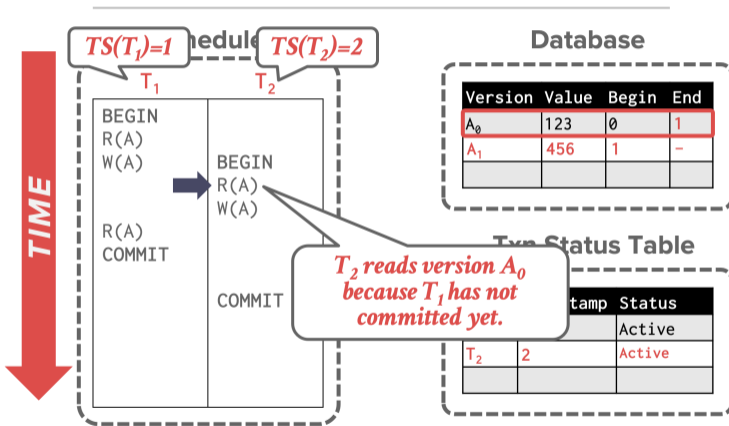 TS(T₁)=1
TS(T₂)=2
T₁ T₂
TIME
BEGIN
R(A)
W(A)
BEGIN
R(A)
W(A)
R(A)
COMMIT
COMMIT
T₂ reads version A₀
because T₁ has not
committed yet.
Database
Version Value Begin End
A₀ 123 0 1
A₁ 456 1 –
Txn Status Table
Status
Active
T₂ 2 Active